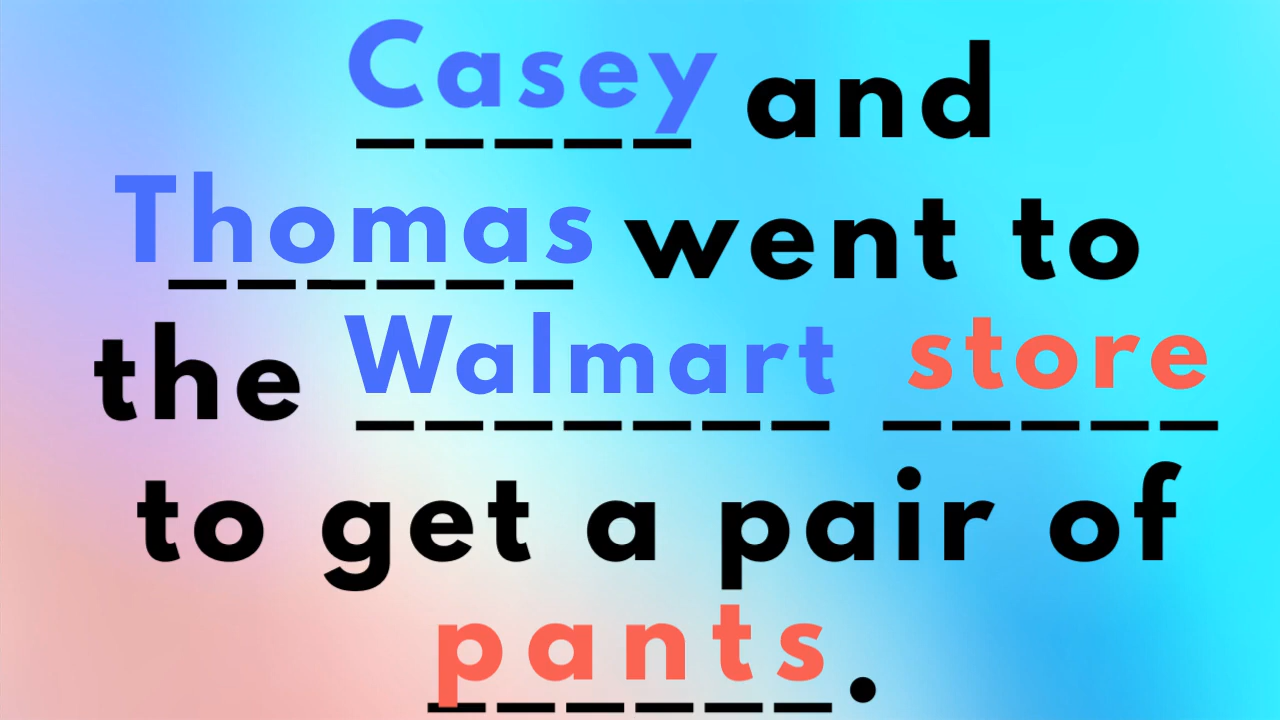 Casey and
Thomas went to
the Walmart store
to get a pair of
pants.